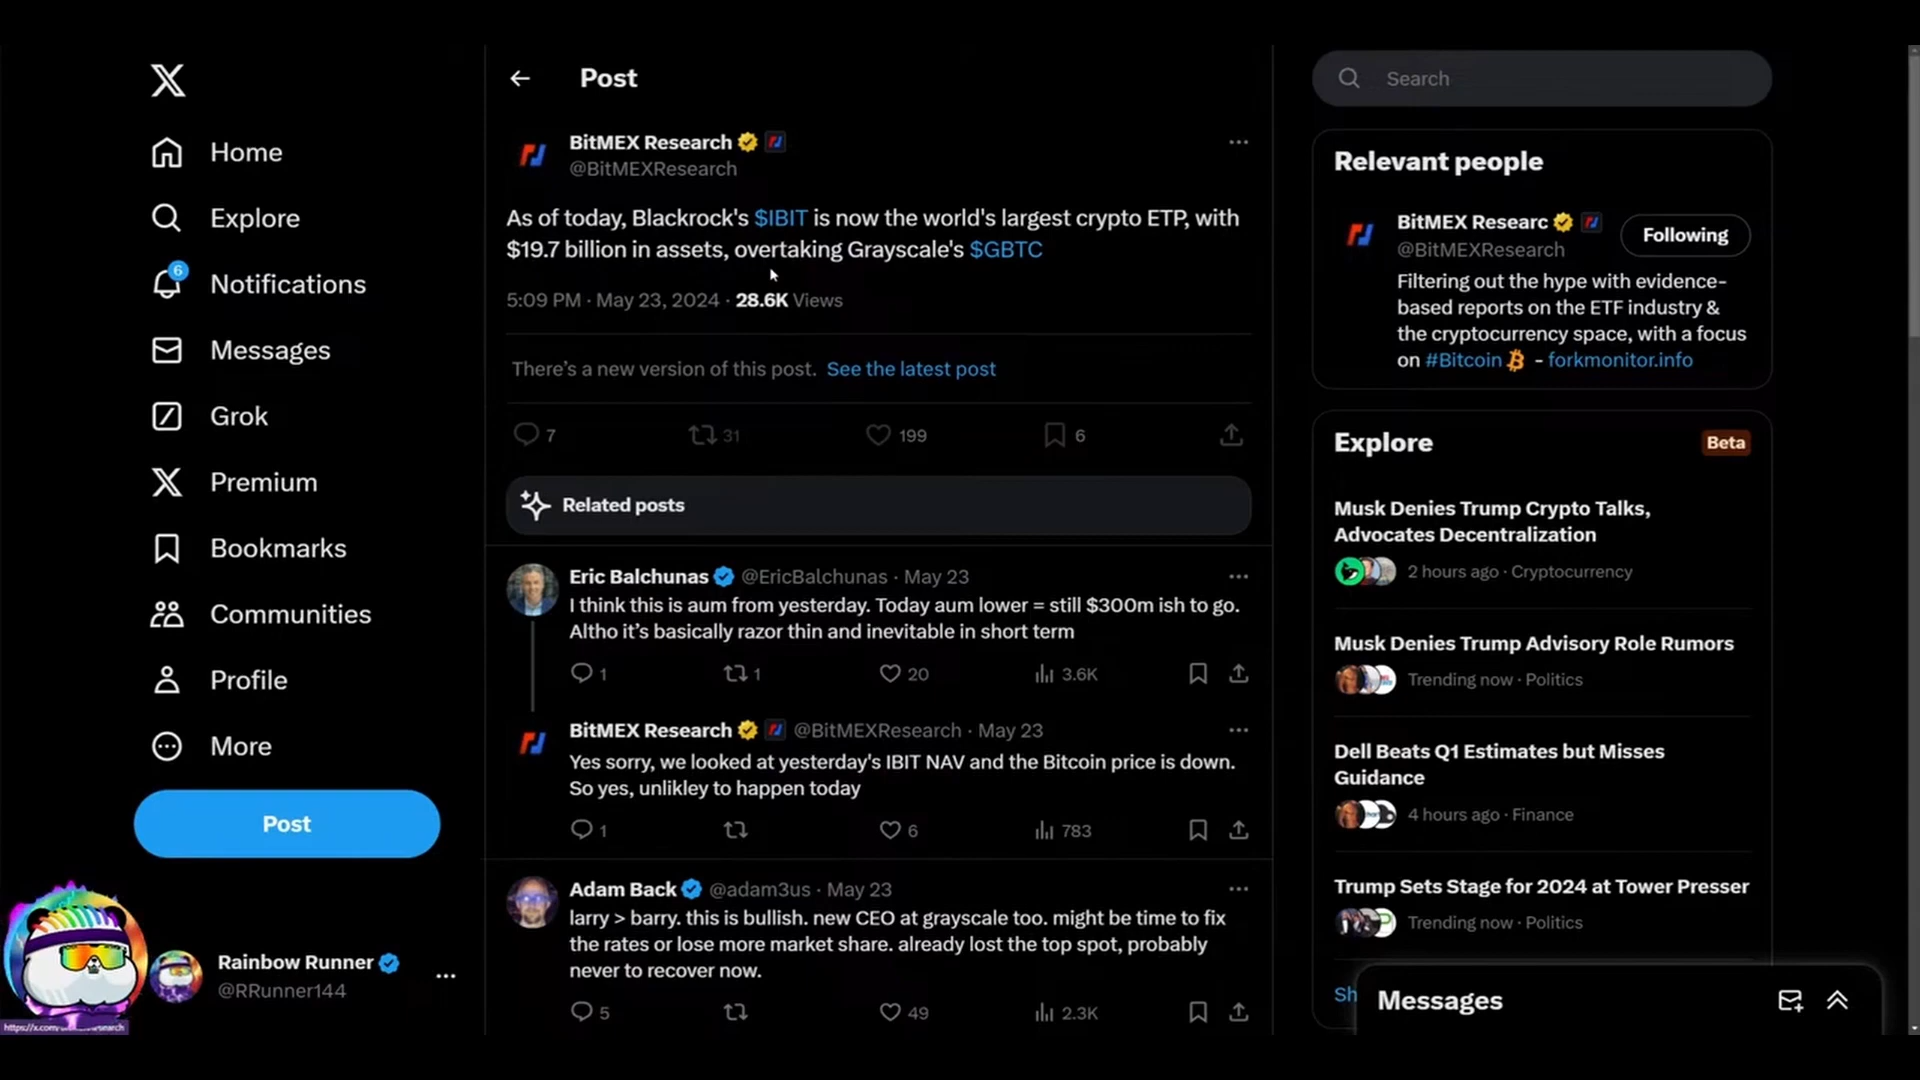 Home
Explore
6
Notifications
Messages
Grok
Premium
Bookmarks
Communities
Profile
More
Post
Rainbow Runner
@RRunner144
Post
BitMEX Research
@BitMEXResearch
As of today, Blackrock's $IBIT is now the world's largest crypto ETP, with
$19.7 billion in assets, overtaking Grayscale's $GBTC
5:09 PM · May 23, 2024 · 28.6K Views
There's a new version of this post. See the latest post
7 31 199 6
Related posts
Eric Balchunas @EricBalchunas · May 23
I think this is aum from yesterday. Today aum lower = still $300m ish to go.
Altho it's basically razor thin and inevitable in short term
1 1 20 3.6K
BitMEX Research @BitMEXResearch · May 23
Yes sorry, we looked at yesterday's IBIT NAV and the Bitcoin price is down.
So yes, unlikley to happen today
1 6 783
Adam Back @adam3us · May 23
larry > barry. this is bullish. new CEO at grayscale too. might be time to fix
the rates or lose more market share. already lost the top spot, probably
never to recover now.
5 49 2.3K
Search
Relevant people
BitMEX Researc
Following
@BitMEXResearch
Filtering out the hype with evidence-
based reports on the ETF industry &
the cryptocurrency space, with a focus
on #Bitcoin - forkmonitor.info
Explore
Beta
Musk Denies Trump Crypto Talks,
Advocates Decentralization
2 hours ago · Cryptocurrency
Musk Denies Trump Advisory Role Rumors
Trending now · Politics
Dell Beats Q1 Estimates but Misses
Guidance
4 hours ago · Finance
Trump Sets Stage for 2024 at Tower Presser
Trending now · Politics
Sh
Messages